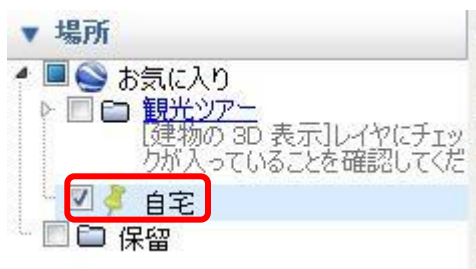 場所
お気に入り
観光ツアー
[建物の 3D 表示]レイヤにチェッ
クが入っていることを確認してくだ
自宅
保留